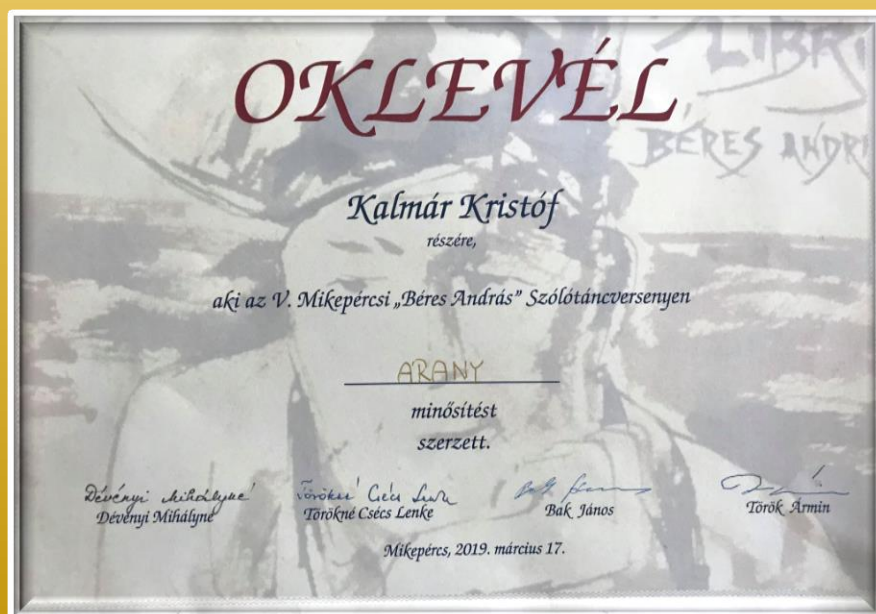 LIBRI
BÉRES ANDR
OKLEVÉL
Kalmár Kristóf
részére,
aki az V. Mikepércsi „Béres András” Szólótáncversenyen
ARANY
minősítést
szerzett.
Dévényi Mihályné Törökné Csécs Lenke
Dévényi Mihályné Törökné Csécs Lenke Bak János Török Ármin
Mikepércs, 2019. március 17.